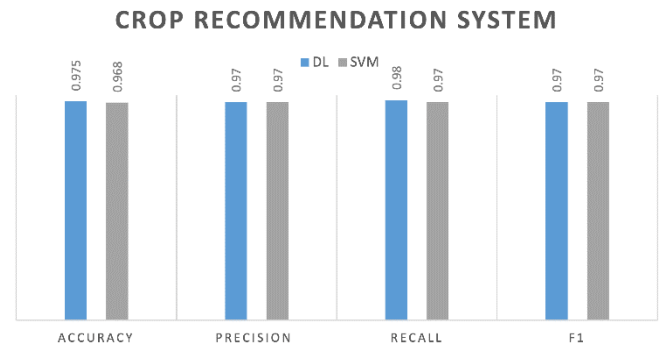 CROP RECOMMENDATION SYSTEM
DL SVM
0.975 0.968 0.97 0.97 0.98 0.97 0.97 0.97
ACCURACY PRECISION RECALL F1